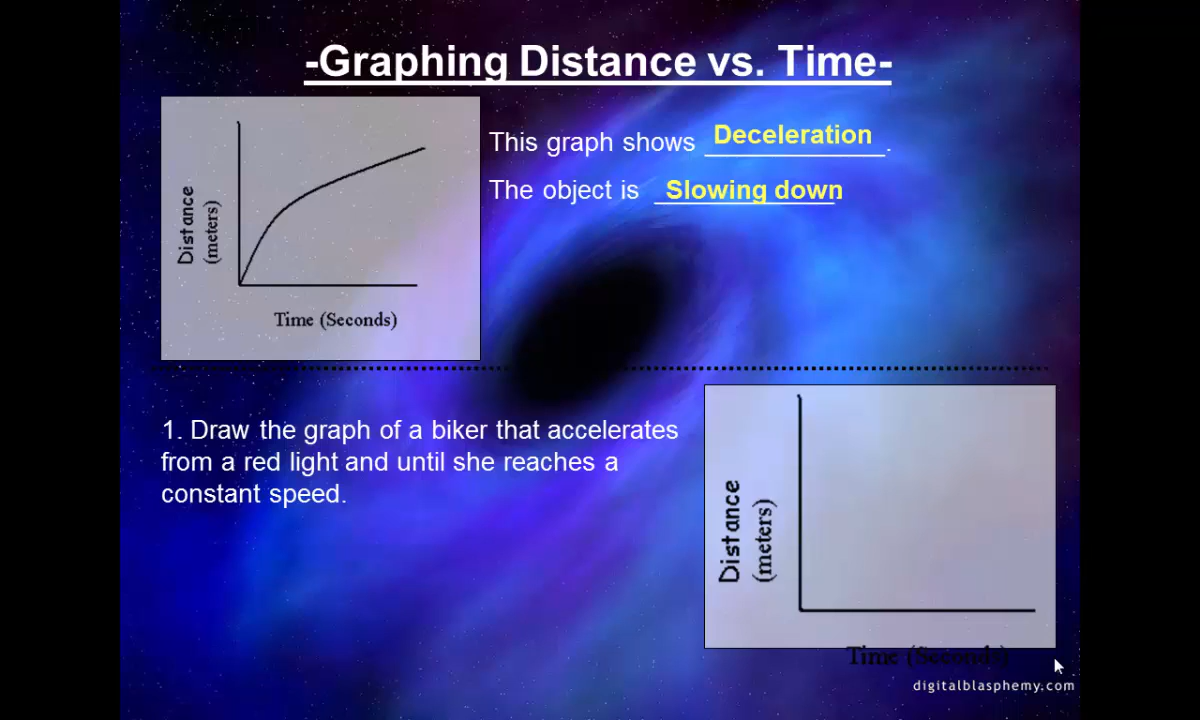 -Graphing Distance vs. Time-
Distance
(meters)
Time (Seconds)
This graph shows Deceleration.
The object is Slowing down
1. Draw the graph of a biker that accelerates
from a red light and until she reaches a
constant speed.
Distance
(meters)
Time (Seconds)
digitalblasphemy.com